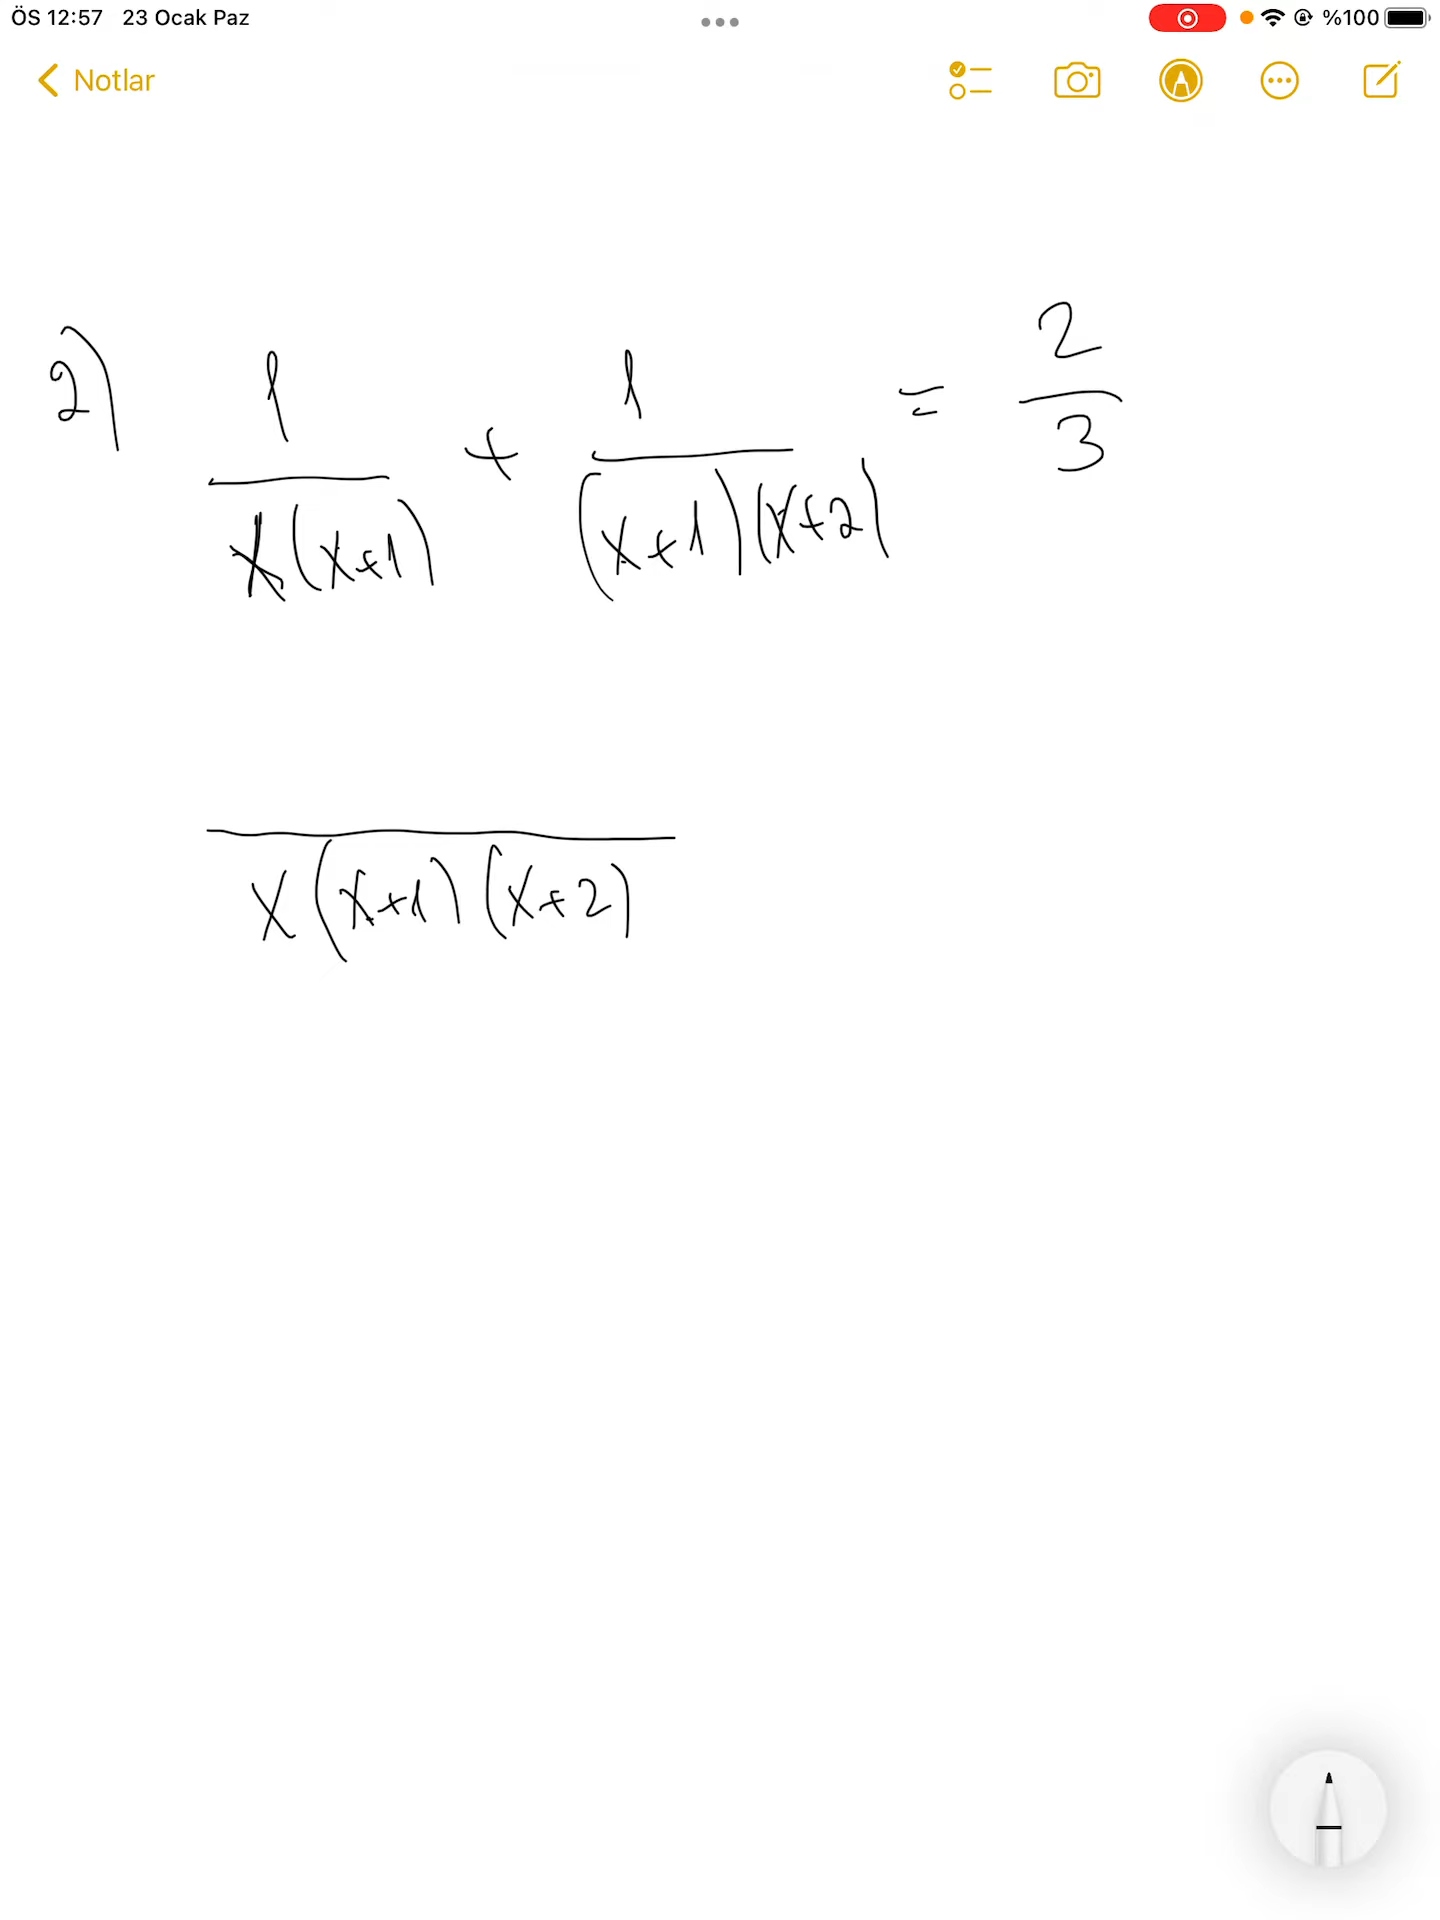 ÖS 12:57 23 Ocak Paz %100
Notlar
2) 1/x(x+1) + 1/(x+1)(x+2) = 2/3
x(x+1)(x+2)